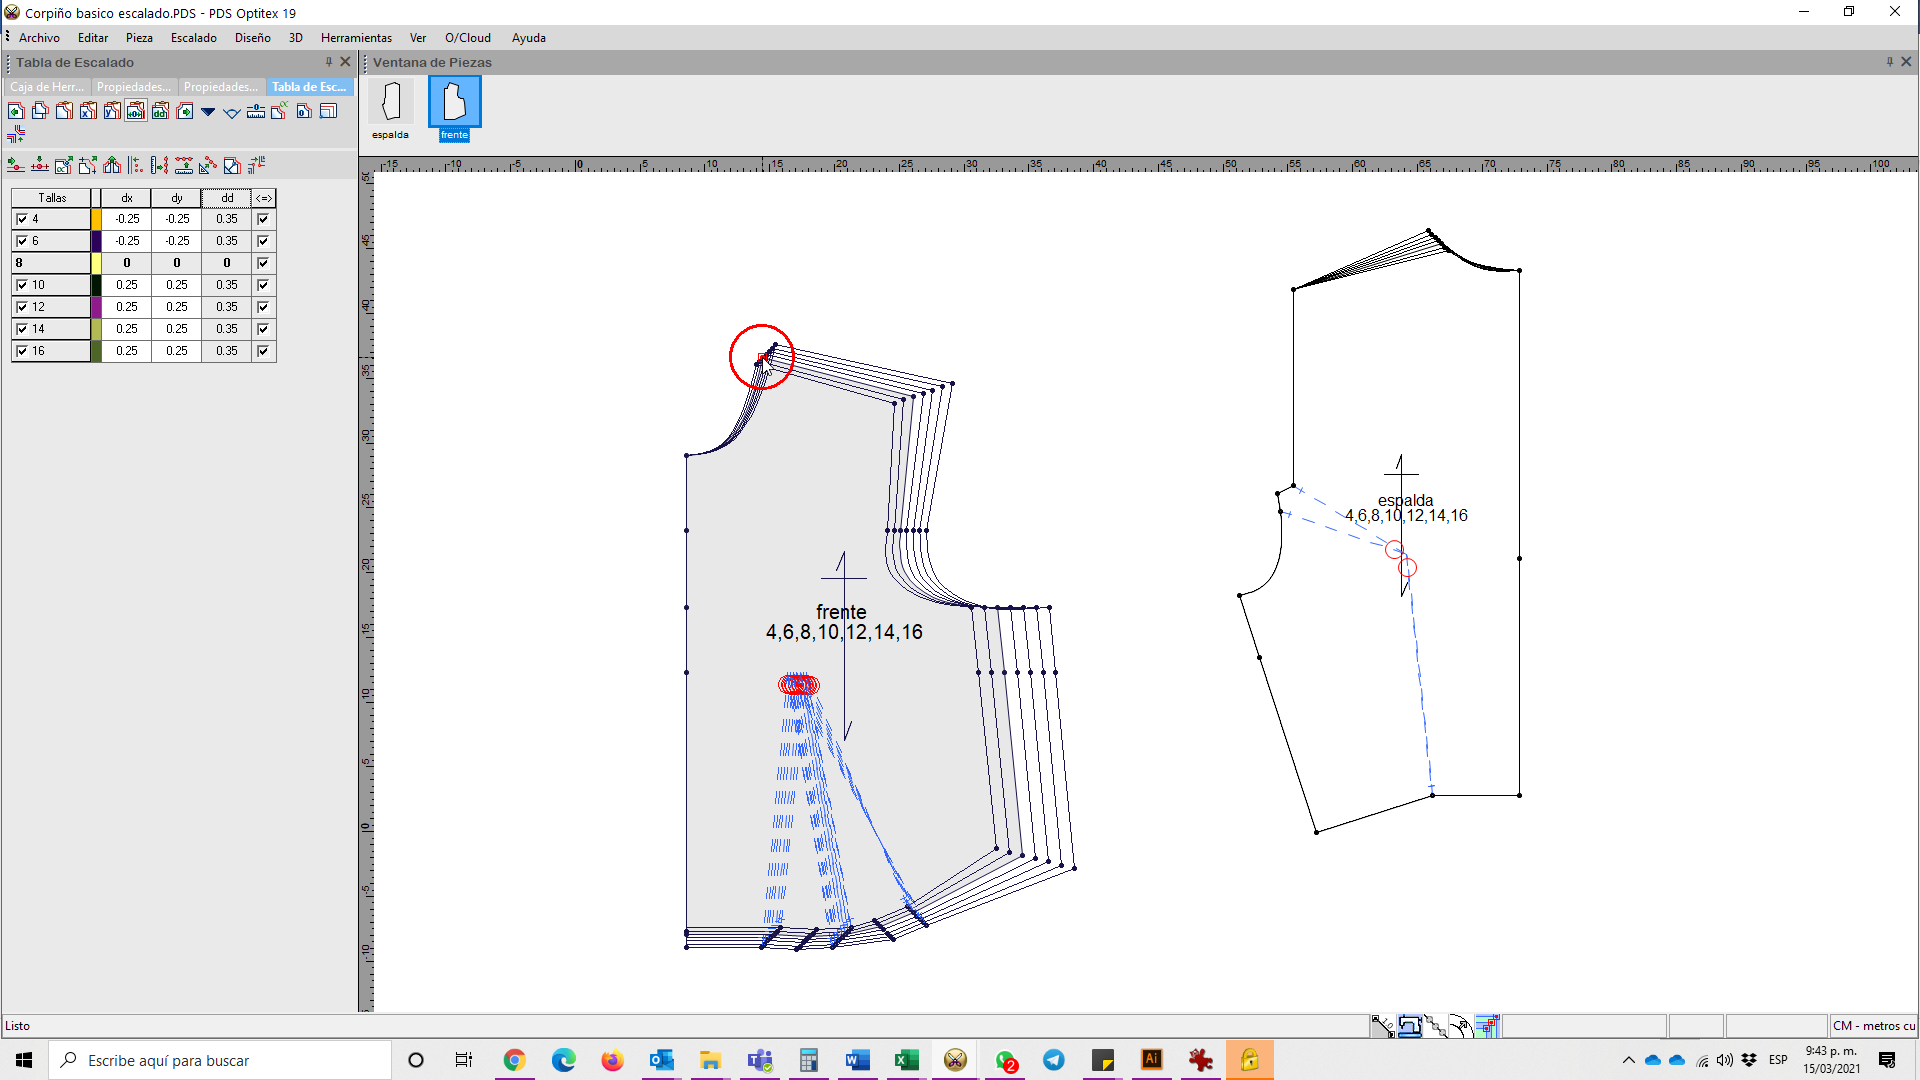 Corpiño basico escalado.PDS - PDS Optitex 19
Archivo Editar Pieza Escalado Diseño 3D Herramientas Ver O/Cloud Ayuda
Tabla de Escalado
Ventana de Piezas
Caja de Herr... Propiedades... Propiedades... Tabla de Esc...
espalda
frente
-15 -10 -5 0 5 10 15 20 25 30 35 40 45 50 55 60 65 70 75 80 85 90 95 100
Tallas dx dy dd <=>
4 -0.25 -0.25 0.35
6 -0.25 -0.25 0.35
8 0 0 0
10 0.25 0.25 0.35
12 0.25 0.25 0.35
14 0.25 0.25 0.35
16 0.25 0.25 0.35
50
45
40
35
30
25
20
15
10
5
0
-5
-10
espalda
4,6,8,10,12,14,16
frente
4,6,8,10,12,14,16
Listo
CM - metros cu
Escribe aquí para buscar
2
Ai
ESP
9:43 p. m.
15/03/2021